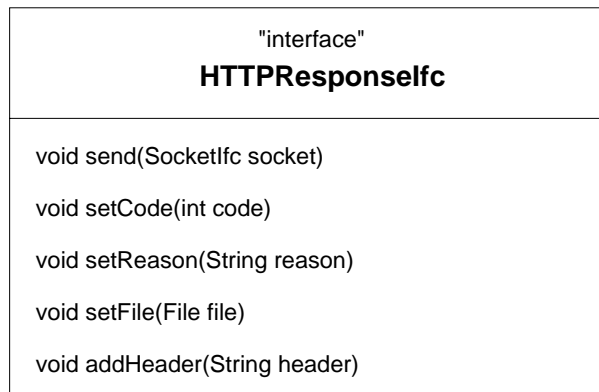 "interface"
HTTPResponseIfc
void send(SocketIfc socket)
void setCode(int code)
void setReason(String reason)
void setFile(File file)
void addHeader(String header)